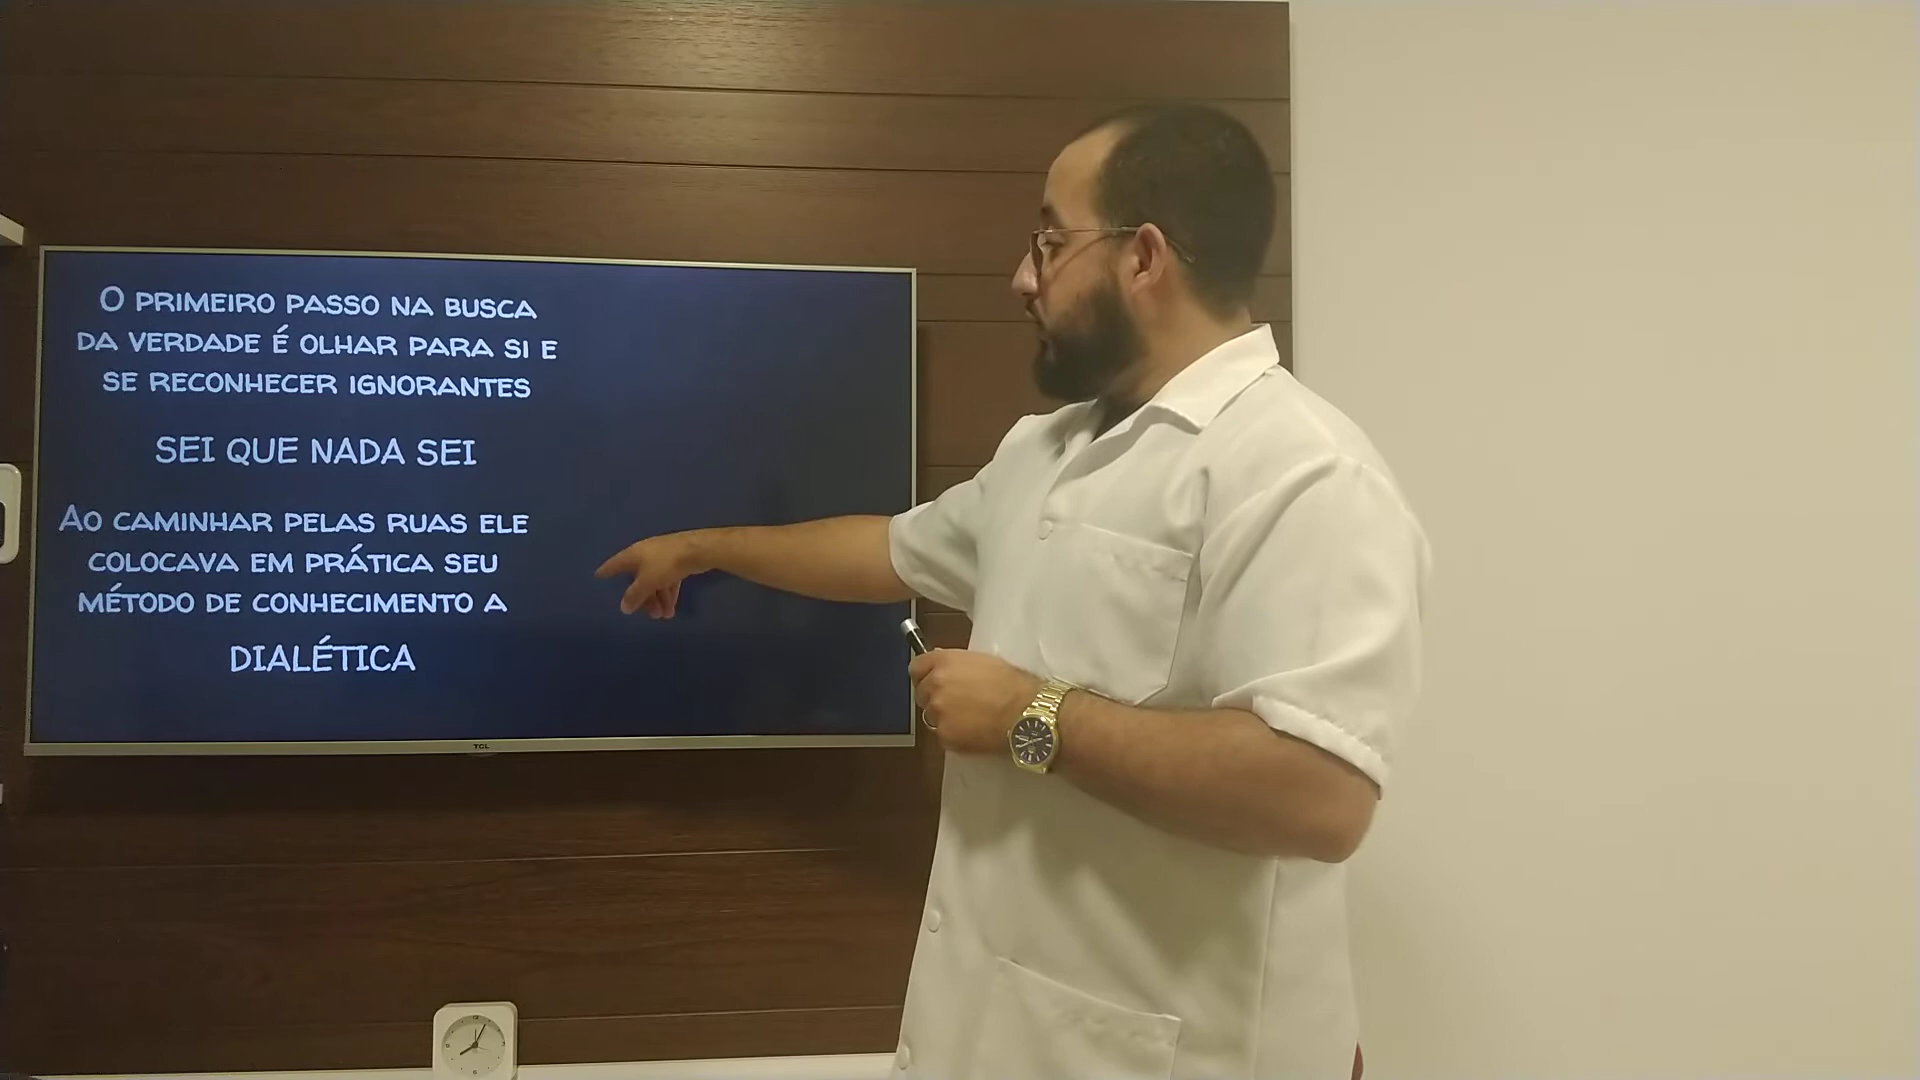 O PRIMEIRO PASSO NA BUSCA
DA VERDADE É OLHAR PARA SI E
SE RECONHECER IGNORANTES
SEI QUE NADA SEI
AO CAMINHAR PELAS RUAS ELE
COLOCAVA EM PRÁTICA SEU
MÉTODO DE CONHECIMENTO A
DIALÉTICA
TCL